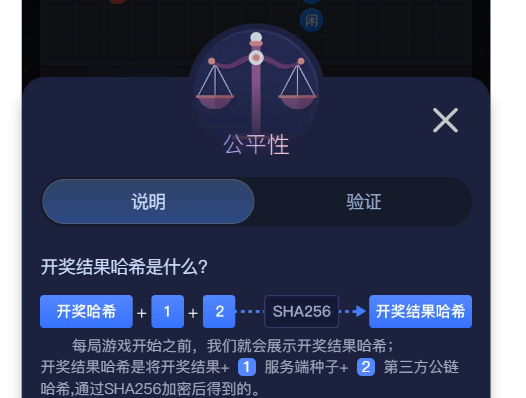 闲
公平性
说明 验证
开奖结果哈希是什么?
开奖哈希 + 1 + 2 SHA256 开奖结果哈希
每局游戏开始之前，我们就会展示开奖结果哈希；
开奖结果哈希是将开奖结果+ 1 服务端种子+ 2 第三方公链
哈希,通过SHA256加密后得到的。